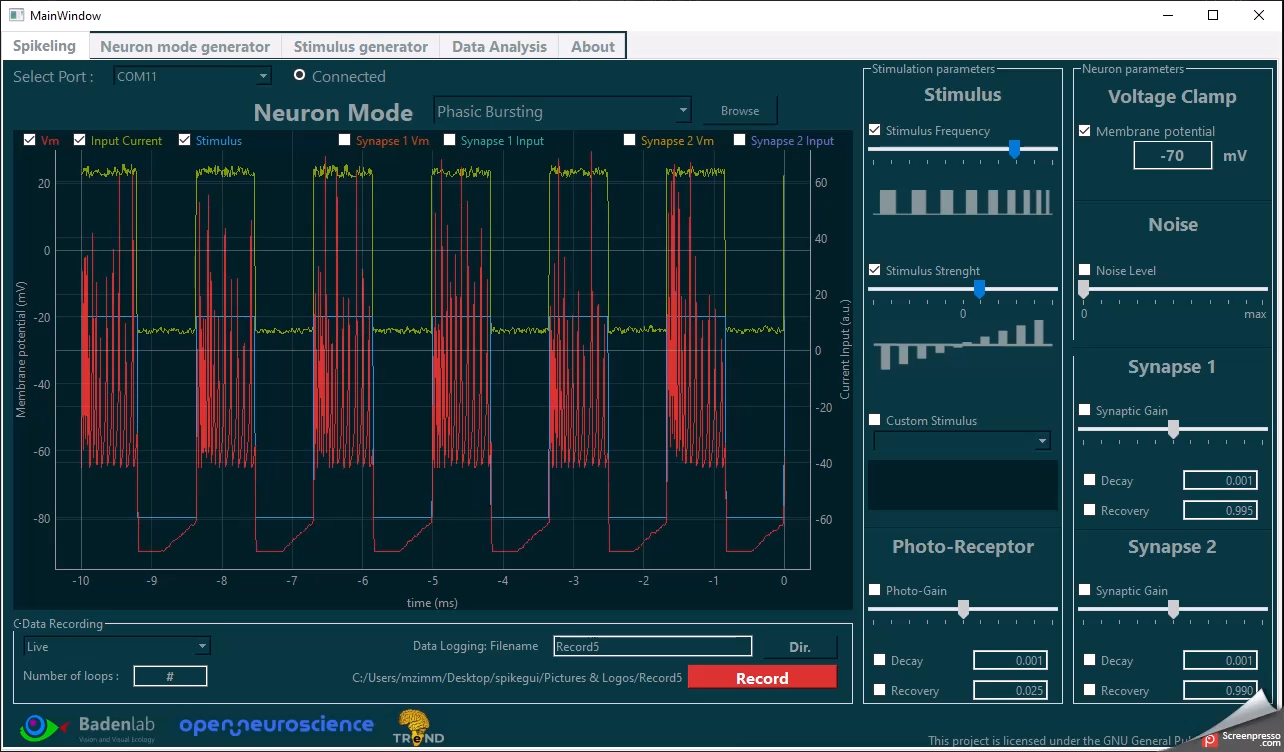 MainWindow
Spikeling Neuron mode generator Stimulus generator Data Analysis About
Select Port : COM11 Connected
Neuron Mode Phasic Bursting Browse
Vm Input Current Stimulus Synapse 1 Vm Synapse 1 Input Synapse 2 Vm Synapse 2 Input
20
0
-20
-40
-60
-80
Membrane potential (mV)
60
40
20
0
-20
-40
-60
Current Input (a.u.)
-10 -9 -8 -7 -6 -5 -4 -3 -2 -1 0
time (ms)
Data Recording
Live
Data Logging: Filename Record5 Dir.
Number of loops : #
C:/Users/mzimm/Desktop/spikegui/Pictures & Logos/Record5 Record
Badenlab
Vision and Visual Ecology
openneuroscience
TREND
Stimulation parameters
Stimulus
Stimulus Frequency
Stimulus Strenght
0
Custom Stimulus
Photo-Receptor
Photo-Gain
Decay 0.001
Recovery 0.025
Neuron parameters
Voltage Clamp
Membrane potential
-70 mV
Noise
Noise Level
0 max
Synapse 1
Synaptic Gain
Decay 0.001
Recovery 0.995
Synapse 2
Synaptic Gain
Decay 0.001
Recovery 0.990
This project is licensed under the GNU General
Screenpresso
.com